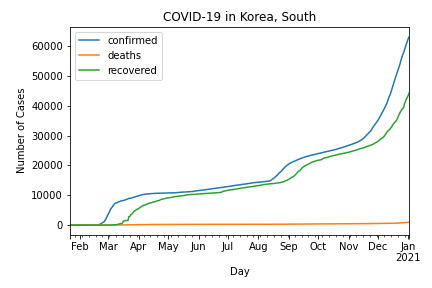 COVID-19 in Korea, South
confirmed
deaths
recovered
Number of Cases
60000
50000
40000
30000
20000
10000
0
Feb Mar Apr May Jun Jul Aug Sep Oct Nov Dec Jan
2021
Day